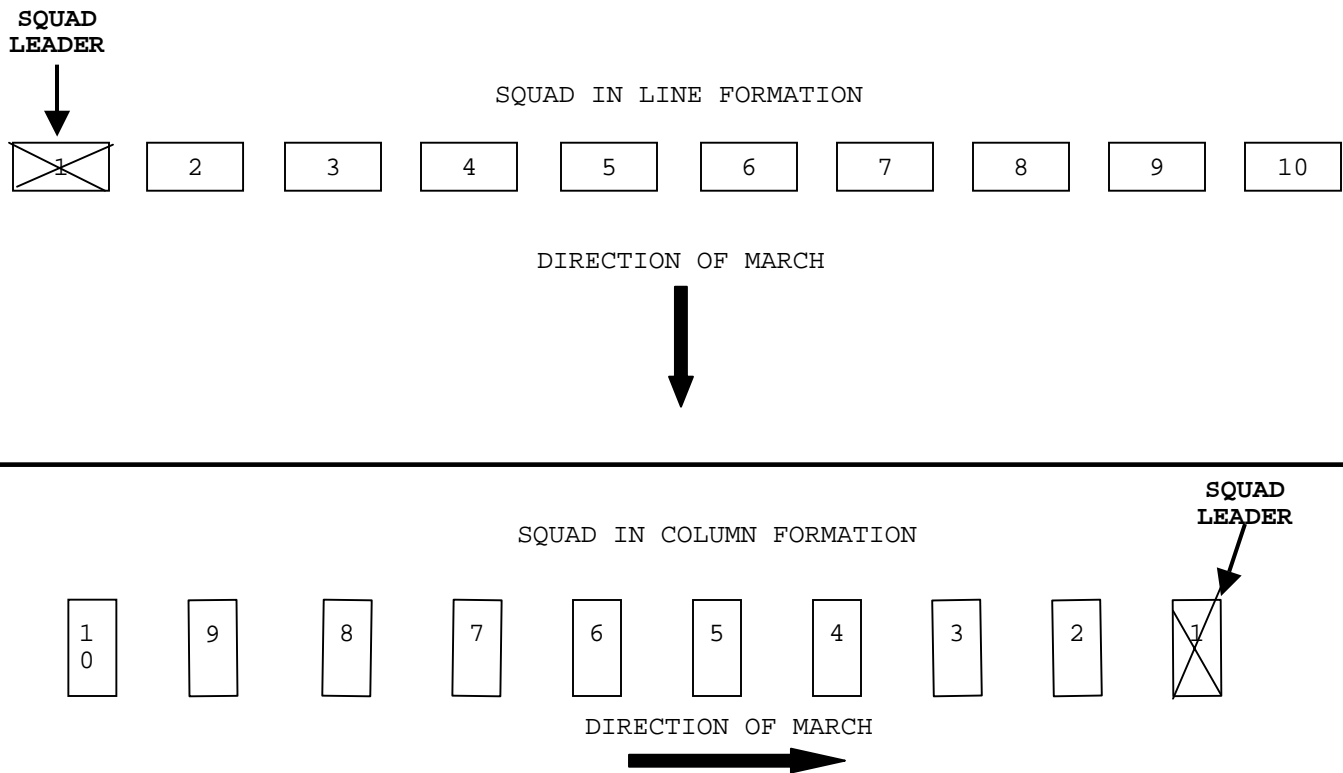 SQUAD
LEADER
SQUAD IN LINE FORMATION
1 2 3 4 5 6 7 8 9 10
DIRECTION OF MARCH
SQUAD
LEADER
SQUAD IN COLUMN FORMATION
1
0 9 8 7 6 5 4 3 2 1
DIRECTION OF MARCH